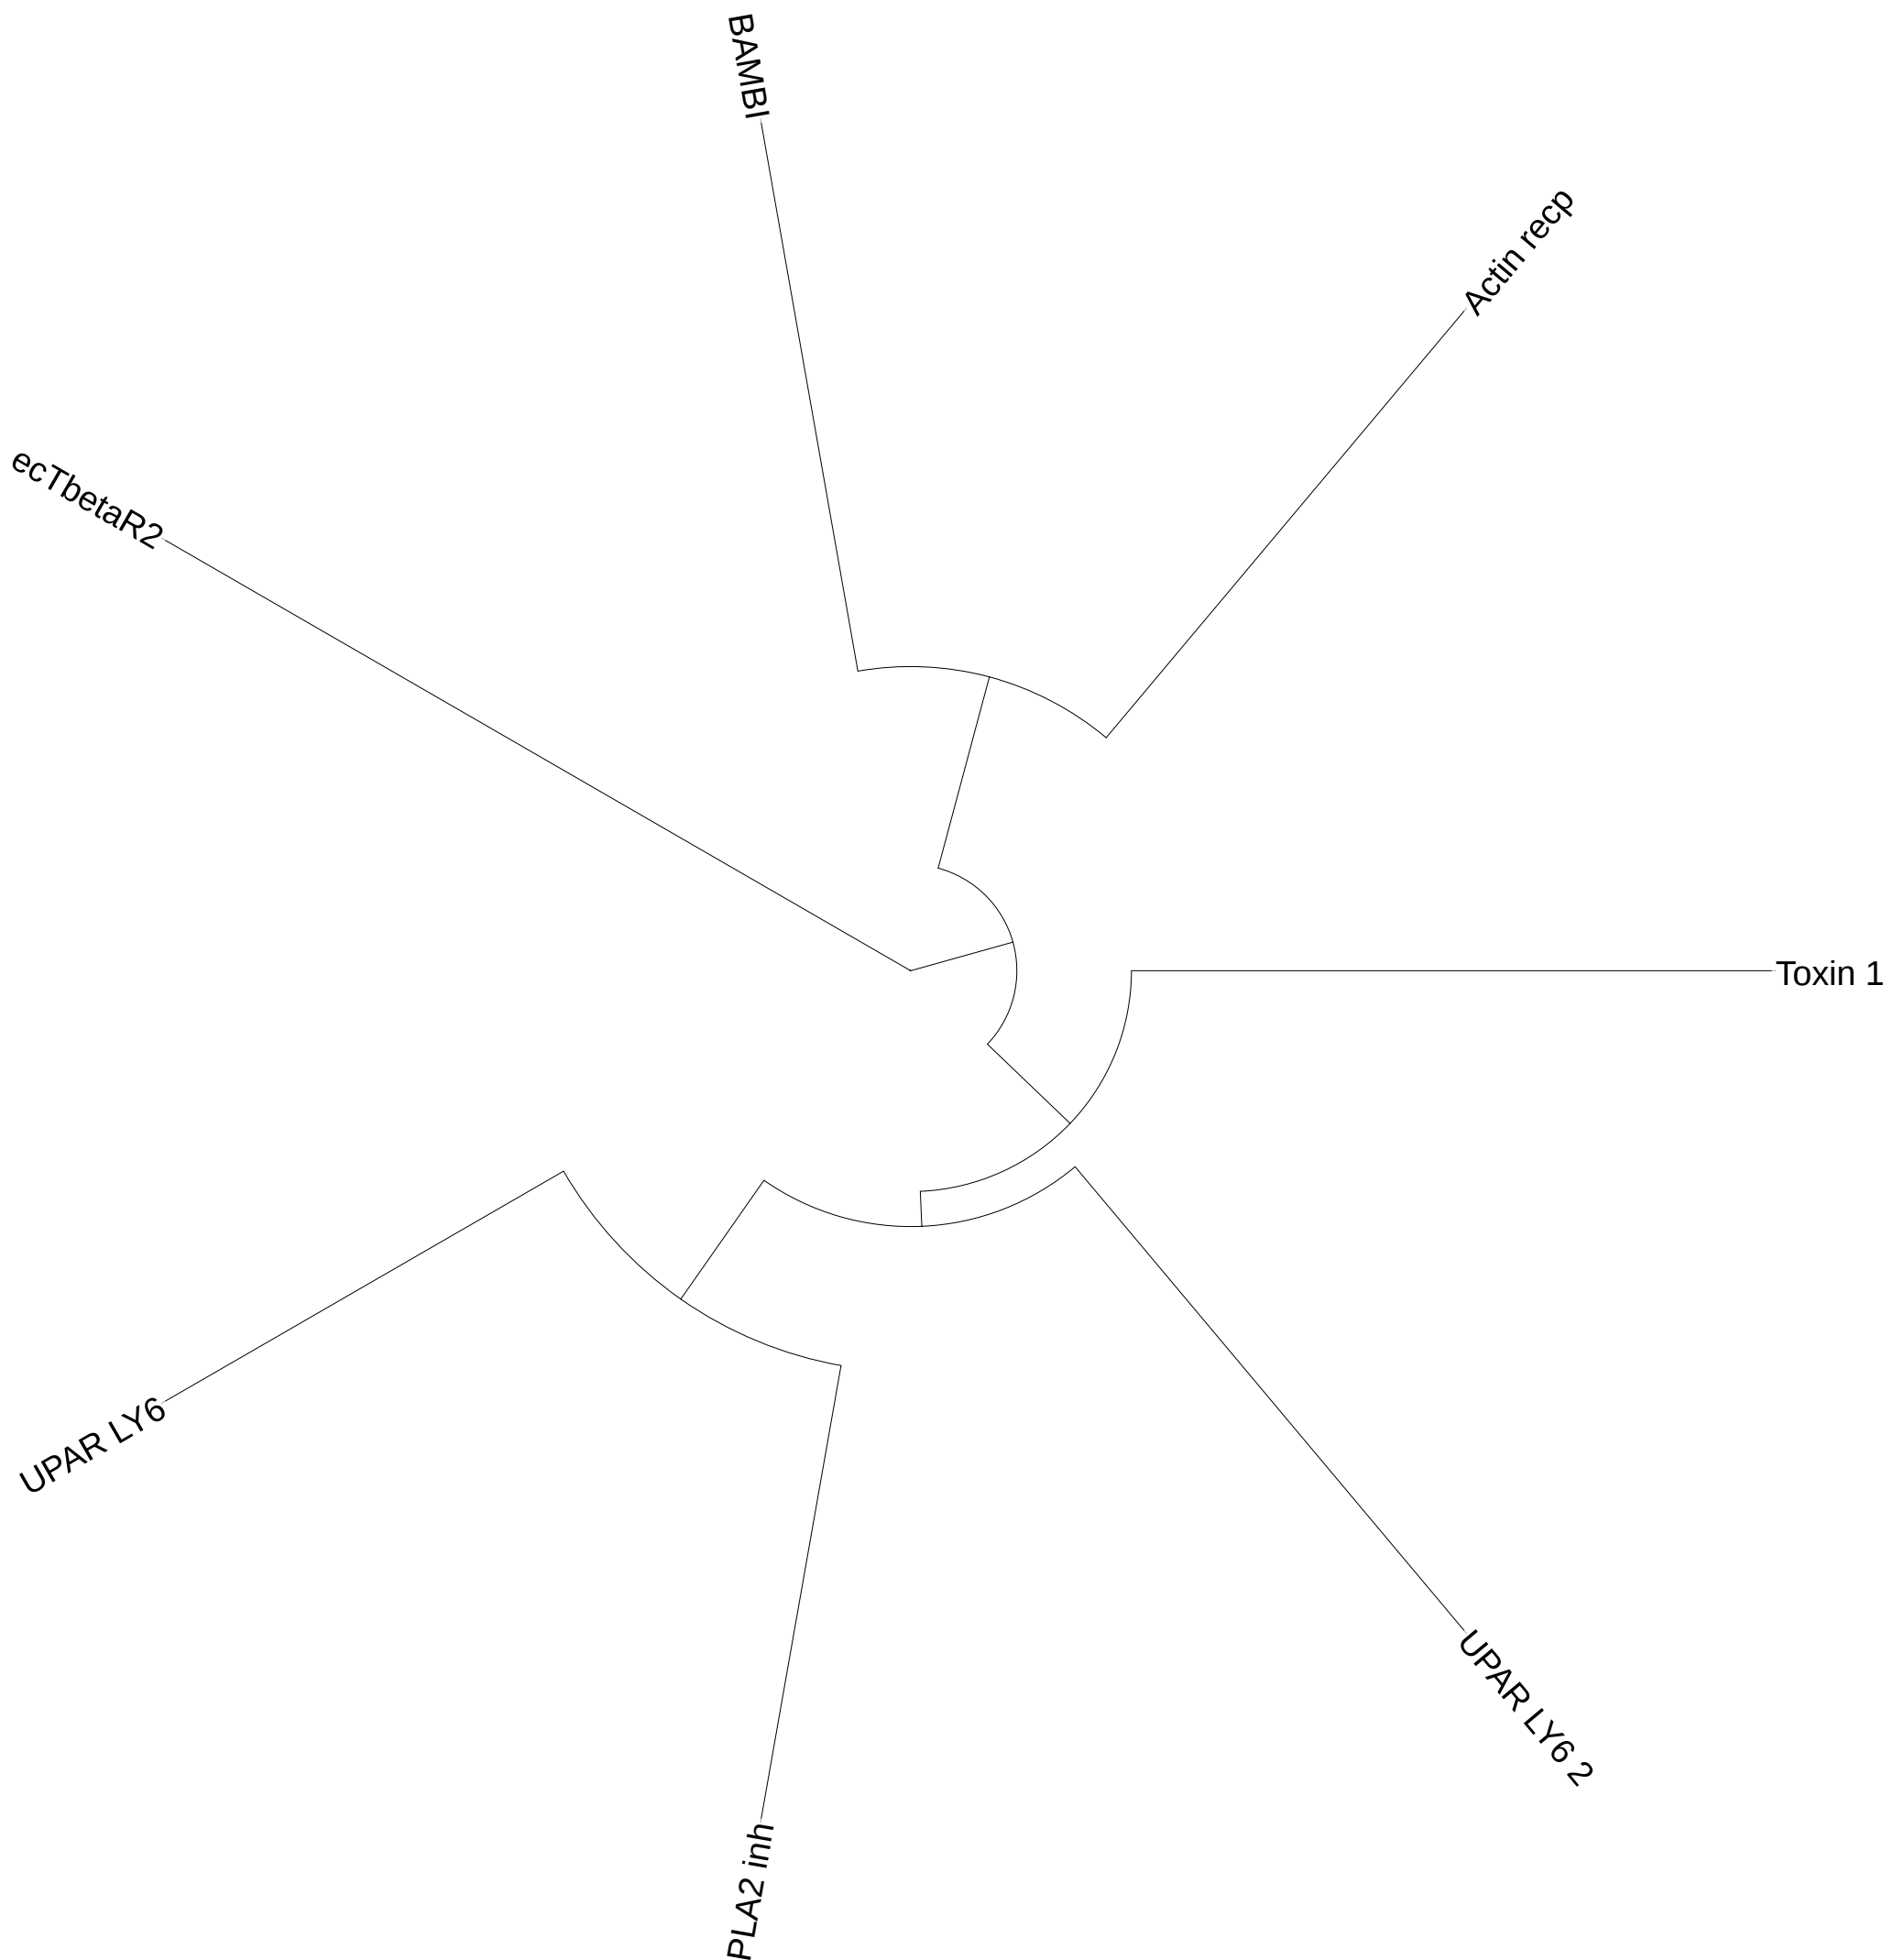 BAMBI
Actin recp
ecTbetaR2
Toxin 1
UPAR LY6
UPAR LY6 2
PLA2 inh